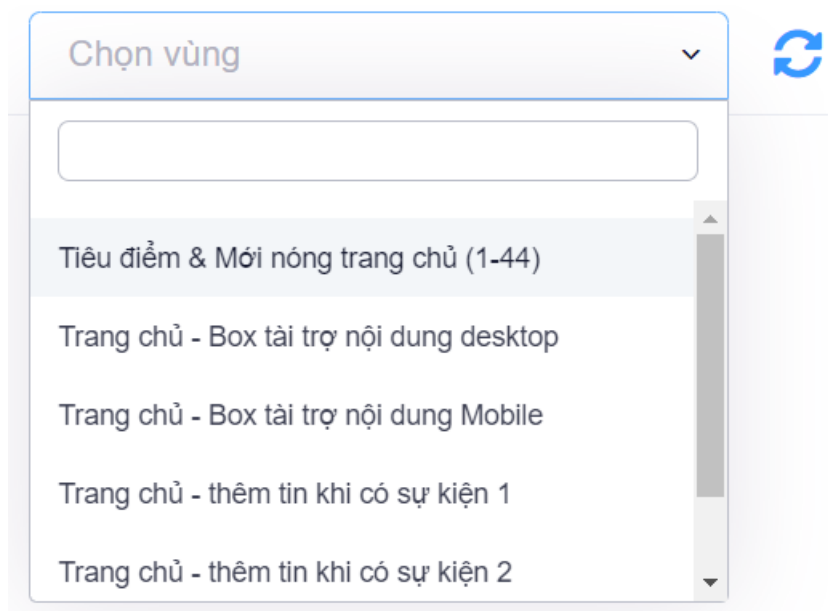 Chọn vùng
Tiêu điểm & Mới nóng trang chủ (1-44)
Trang chủ - Box tài trợ nội dung desktop
Trang chủ - Box tài trợ nội dung Mobile
Trang chủ - thêm tin khi có sự kiện 1
Trang chủ - thêm tin khi có sự kiện 2